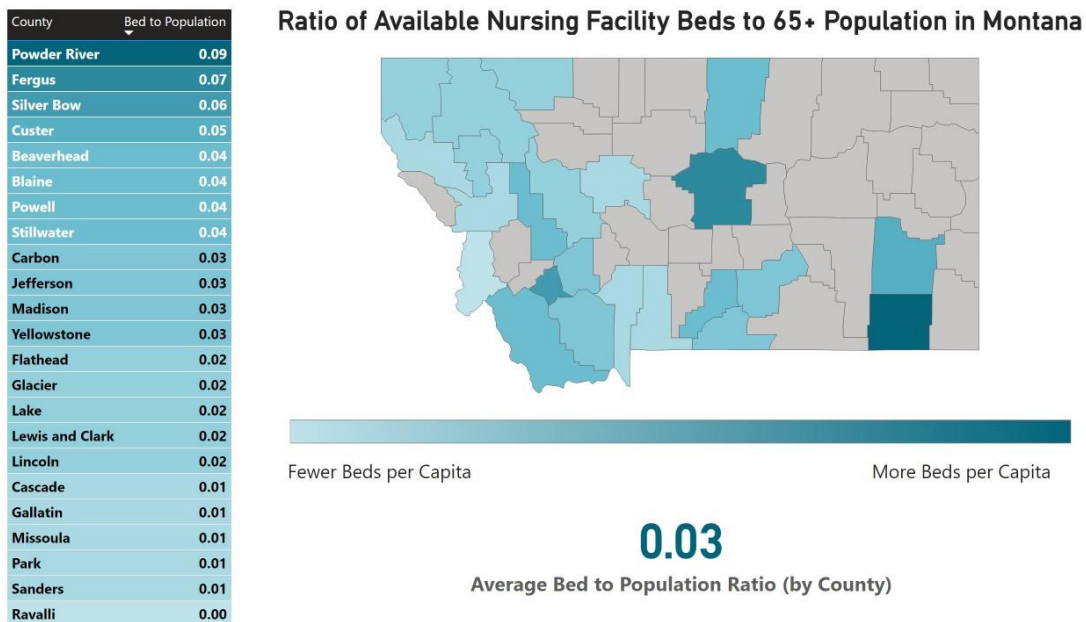 Ratio of Available Nursing Facility Beds to 65+ Population in Montana
County Bed to Population
Powder River 0.09
Fergus 0.07
Silver Bow 0.06
Custer 0.05
Beaverhead 0.04
Blaine 0.04
Powell 0.04
Stillwater 0.04
Carbon 0.03
Jefferson 0.03
Madison 0.03
Yellowstone 0.03
Flathead 0.02
Glacier 0.02
Lake 0.02
Lewis and Clark 0.02
Lincoln 0.02
Cascade 0.01
Gallatin 0.01
Missoula 0.01
Park 0.01
Sanders 0.01
Ravalli 0.00
Fewer Beds per Capita
More Beds per Capita
0.03
Average Bed to Population Ratio (by County)